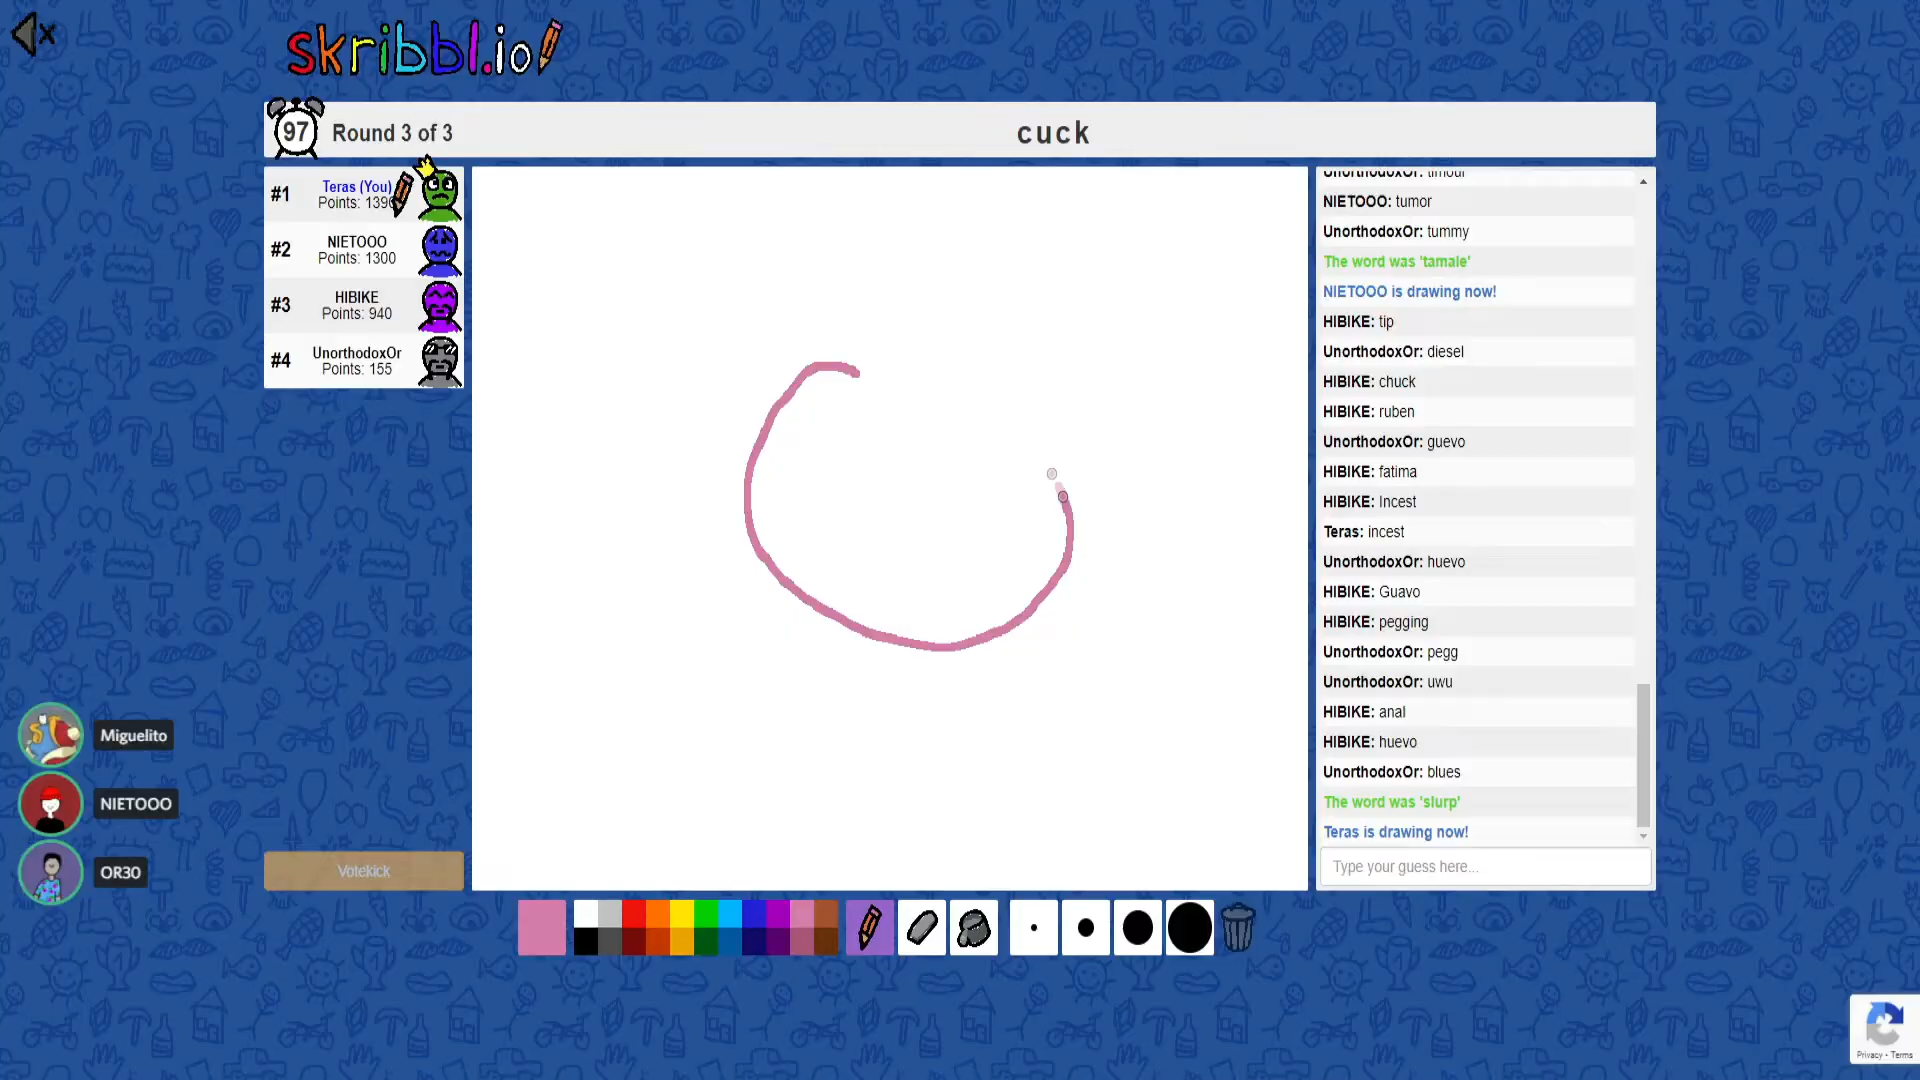 skribbl.io
97
Round 3 of 3
cuck
#1
Teras (You)
Points: 1390
#2
NIETOOO
Points: 1300
#3
HIBIKE
Points: 940
#4
UnorthodoxOr
Points: 155
UnorthodoxOr: timour
NIETOOO: tumor
UnorthodoxOr: tummy
The word was 'tamale'
NIETOOO is drawing now!
HIBIKE: tip
UnorthodoxOr: diesel
HIBIKE: chuck
HIBIKE: ruben
UnorthodoxOr: guevo
HIBIKE: fatima
HIBIKE: Incest
Teras: incest
UnorthodoxOr: huevo
HIBIKE: Guavo
HIBIKE: pegging
UnorthodoxOr: pegg
UnorthodoxOr: uwu
HIBIKE: anal
HIBIKE: huevo
UnorthodoxOr: blues
The word was 'slurp'
Teras is drawing now!
Type your guess here...
Miguelito
NIETOOO
OR30
Votekick
Privacy - Terms